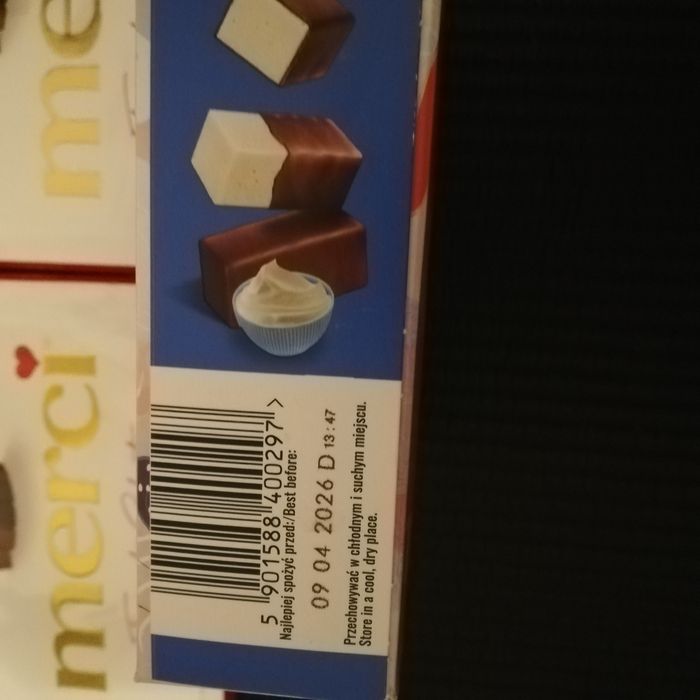 merci
me
5 901588 400297 >
Najlepiej spożyć przed:/Best before:
09 04 2026 D 13:47
Przechowywać w chłodnym i suchym miejscu.
Store in a cool, dry place.